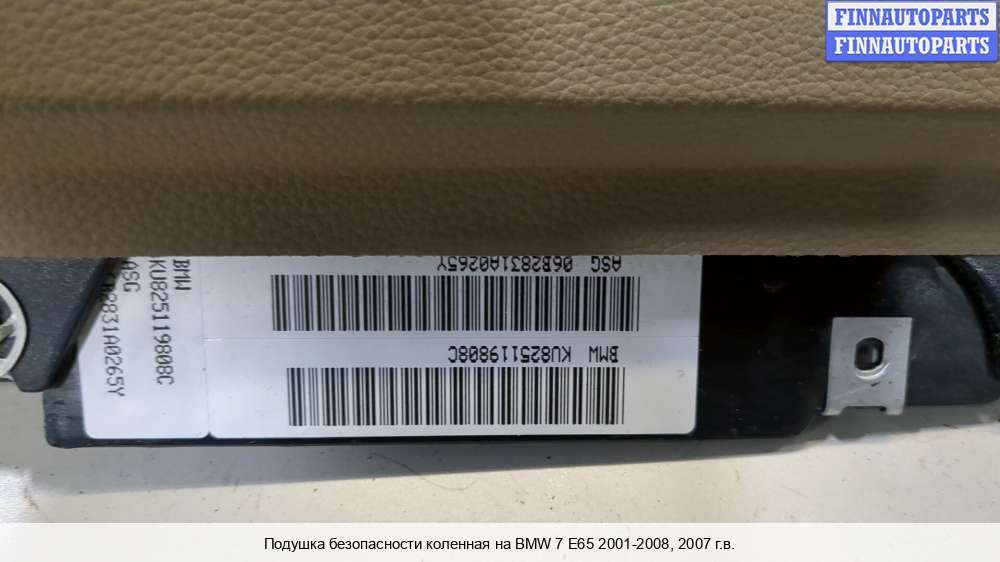 FINNAUTOPARTS
FINNAUTOPARTS
BMW
KU825119808C
ASG
06B2831A0265Y
ASG 06B2831A0265Y
BMW KU825119808C
Подушка безопасности коленная на BMW 7 E65 2001-2008, 2007 г.в.